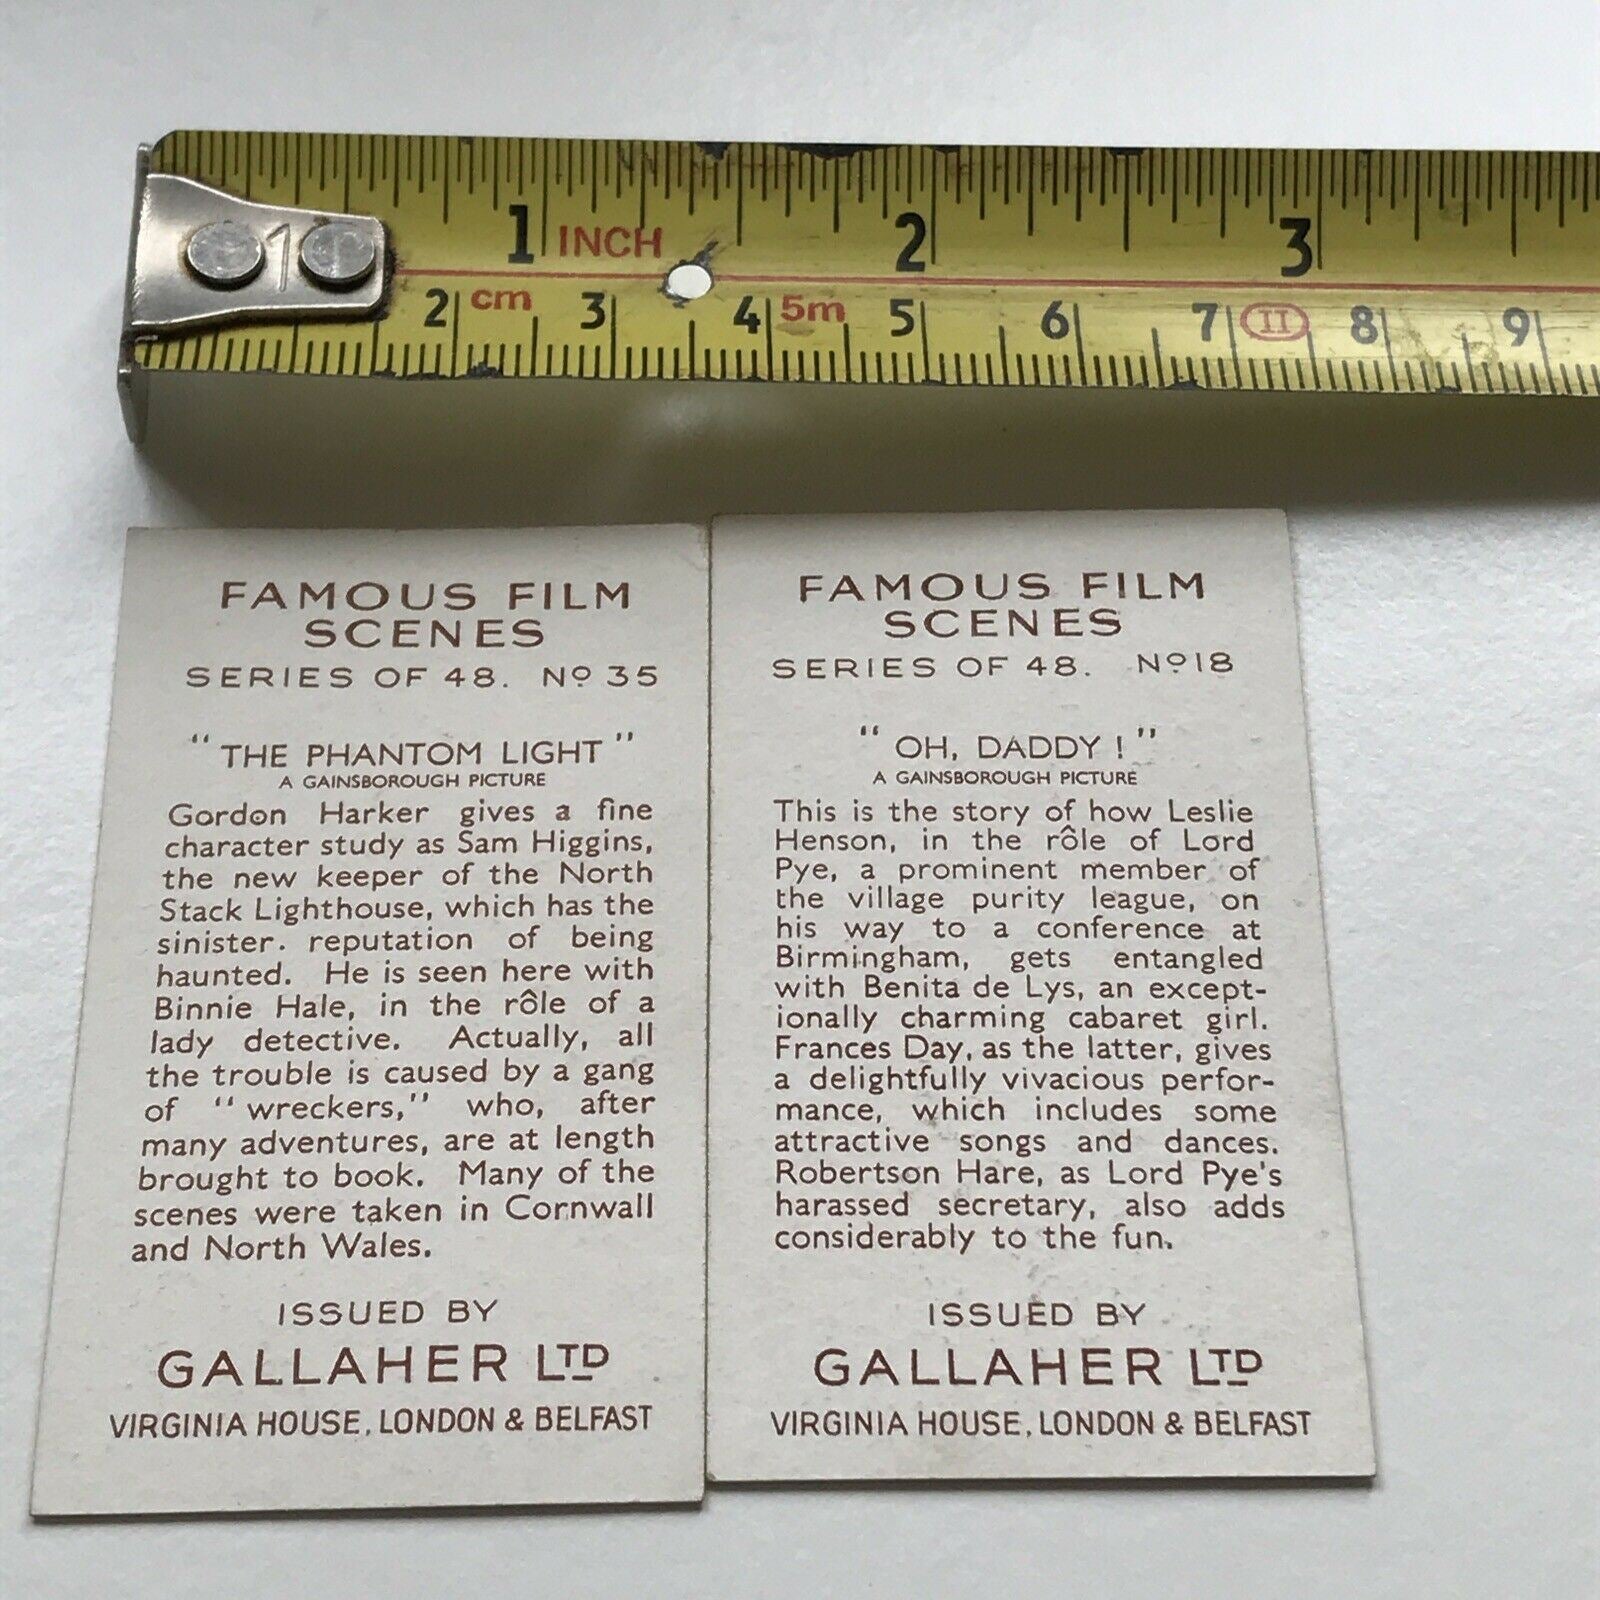 1 INCH 2 3
1
2 cm 3 4 5m 5 6 7 II 8 9
FAMOUS FILM
SCENES
SERIES OF 48. Nº 35
"THE PHANTOM LIGHT"
A GAINSBOROUGH PICTURE
Gordon Harker gives a fine
character study as Sam Higgins,
the new keeper of the North
Stack Lighthouse, which has the
sinister. reputation of being
haunted. He is seen here with
Binnie Hale, in the rôle of a
lady detective. Actually, all
the trouble is caused by a gang
of "wreckers," who, after
many adventures, are at length
brought to book. Many of the
scenes were taken in Cornwall
and North Wales.
ISSUED BY
GALLAHER LTD
VIRGINIA HOUSE, LONDON & BELFAST
FAMOUS FILM
SCENES
SERIES OF 48. Nº 18
"OH, DADDY!"
A GAINSBOROUGH PICTURE
This is the story of how Leslie
Henson, in the rôle of Lord
Pye, a prominent member of
the village purity league, on
his way to a conference at
Birmingham, gets entangled
with Benita de Lys, an except-
ionally charming cabaret girl.
Frances Day, as the latter, gives
a delightfully vivacious perfor-
mance, which includes some
attractive songs and dances.
Robertson Hare, as Lord Pye's
harassed secretary, also adds
considerably to the fun.
ISSUED BY
GALLAHER LTD
VIRGINIA HOUSE, LONDON & BELFAST